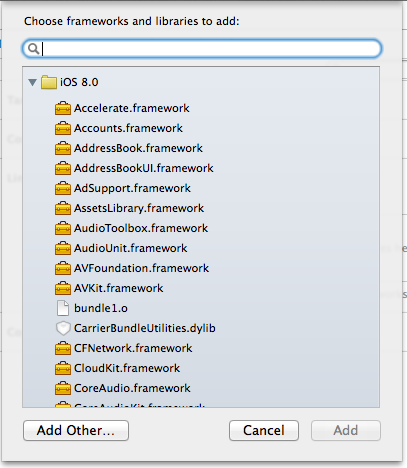 Choose frameworks and libraries to add:
iOS 8.0
Accelerate.framework
Accounts.framework
AddressBook.framework
AddressBookUI.framework
AdSupport.framework
AssetsLibrary.framework
AudioToolbox.framework
AudioUnit.framework
AVFoundation.framework
AVKit.framework
bundle1.o
CarrierBundleUtilities.dylib
CFNetwork.framework
CloudKit.framework
CoreAudio.framework
CoreAudioKit.framework
Add Other...
Cancel
Add